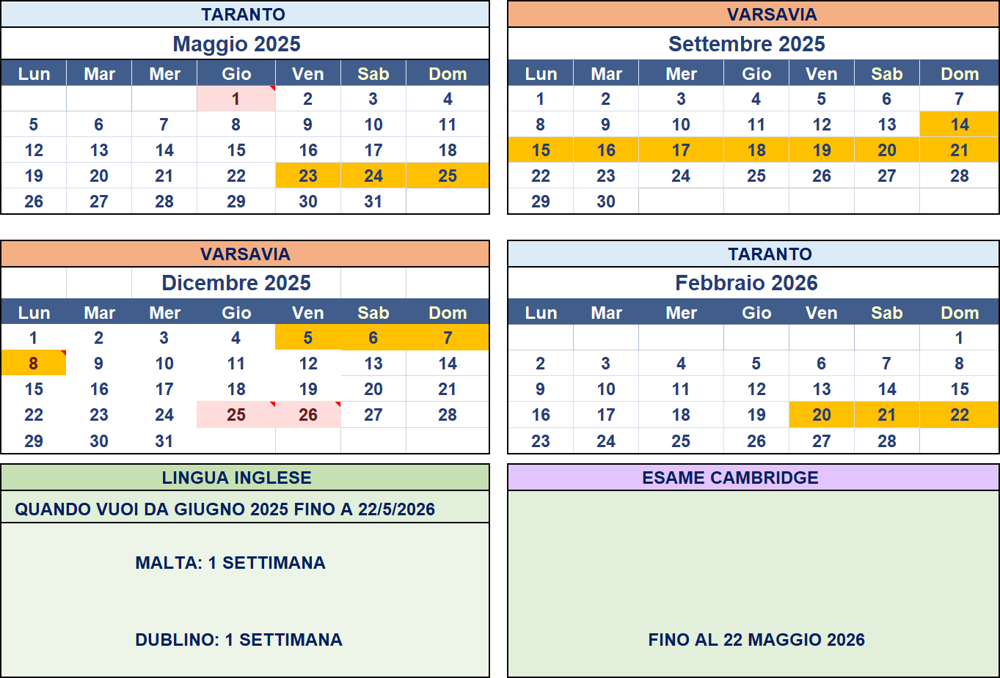 TARANTO
Maggio 2025
Lun Mar Mer Gio Ven Sab Dom
1 2 3 4
5 6 7 8 9 10 11
12 13 14 15 16 17 18
19 20 21 22 23 24 25
26 27 28 29 30 31
VARSAVIA
Settembre 2025
Lun Mar Mer Gio Ven Sab Dom
1 2 3 4 5 6 7
8 9 10 11 12 13 14
15 16 17 18 19 20 21
22 23 24 25 26 27 28
29 30
VARSAVIA
Dicembre 2025
Lun Mar Mer Gio Ven Sab Dom
1 2 3 4 5 6 7
8 9 10 11 12 13 14
15 16 17 18 19 20 21
22 23 24 25 26 27 28
29 30 31
TARANTO
Febbraio 2026
Lun Mar Mer Gio Ven Sab Dom
1
2 3 4 5 6 7 8
9 10 11 12 13 14 15
16 17 18 19 20 21 22
23 24 25 26 27 28
LINGUA INGLESE
QUANDO VUOI DA GIUGNO 2025 FINO A 22/5/2026
MALTA: 1 SETTIMANA
DUBLINO: 1 SETTIMANA
ESAME CAMBRIDGE
FINO AL 22 MAGGIO 2026